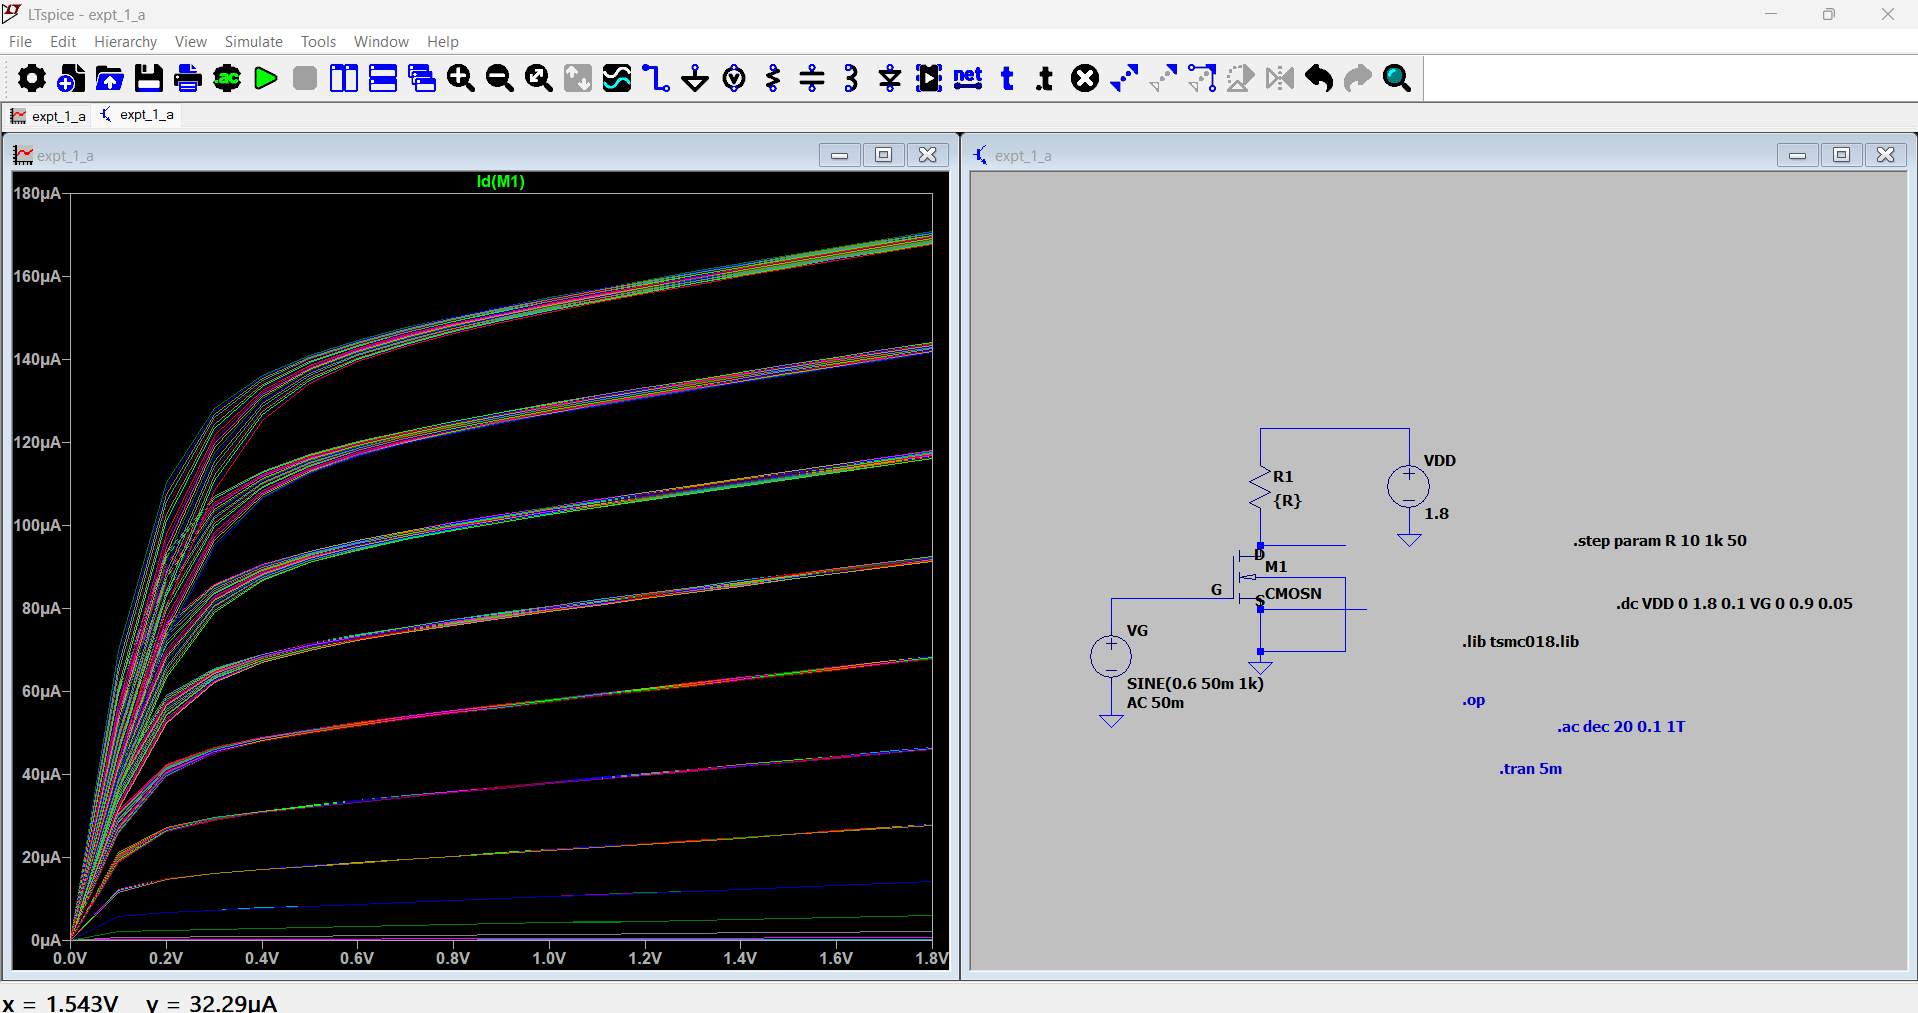 LTspice - expt_1_a
File Edit Hierarchy View Simulate Tools Window Help
.ac
net
t
.t
expt_1_a
expt_1_a
expt_1_a
Id(M1)
180µA
160µA
140µA
120µA
100µA
80µA
60µA
40µA
20µA
0µA
0.0V 0.2V 0.4V 0.6V 0.8V 1.0V 1.2V 1.4V 1.6V 1.8V
expt_1_a
R1
{R}
VDD
1.8
D
M1
G
S
CMOSN
VG
SINE(0.6 50m 1k)
AC 50m
.step param R 10 1k 50
.dc VDD 0 1.8 0.1 VG 0 0.9 0.05
.lib tsmc018.lib
.op
.ac dec 20 0.1 1T
.tran 5m
x = 1.543V y = 32.29µA